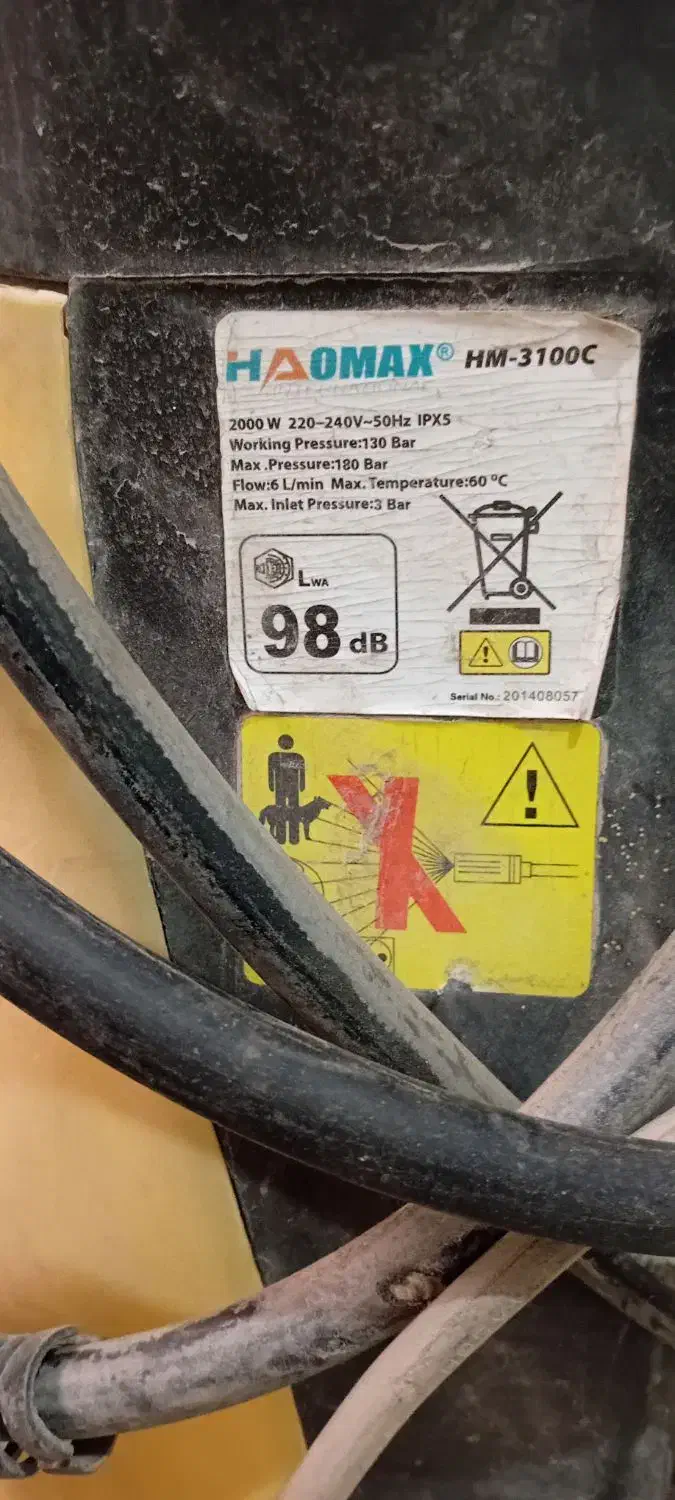 HAOMAX® HM-3100C
2000 W 220–240V~50Hz IPX5
Working Pressure:130 Bar
Max .Pressure:180 Bar
Flow:6 L/min Max. Temperature:60 ºC
Max. Inlet Pressure:3 Bar
LWA
98 dB
Serial No.: 201408057